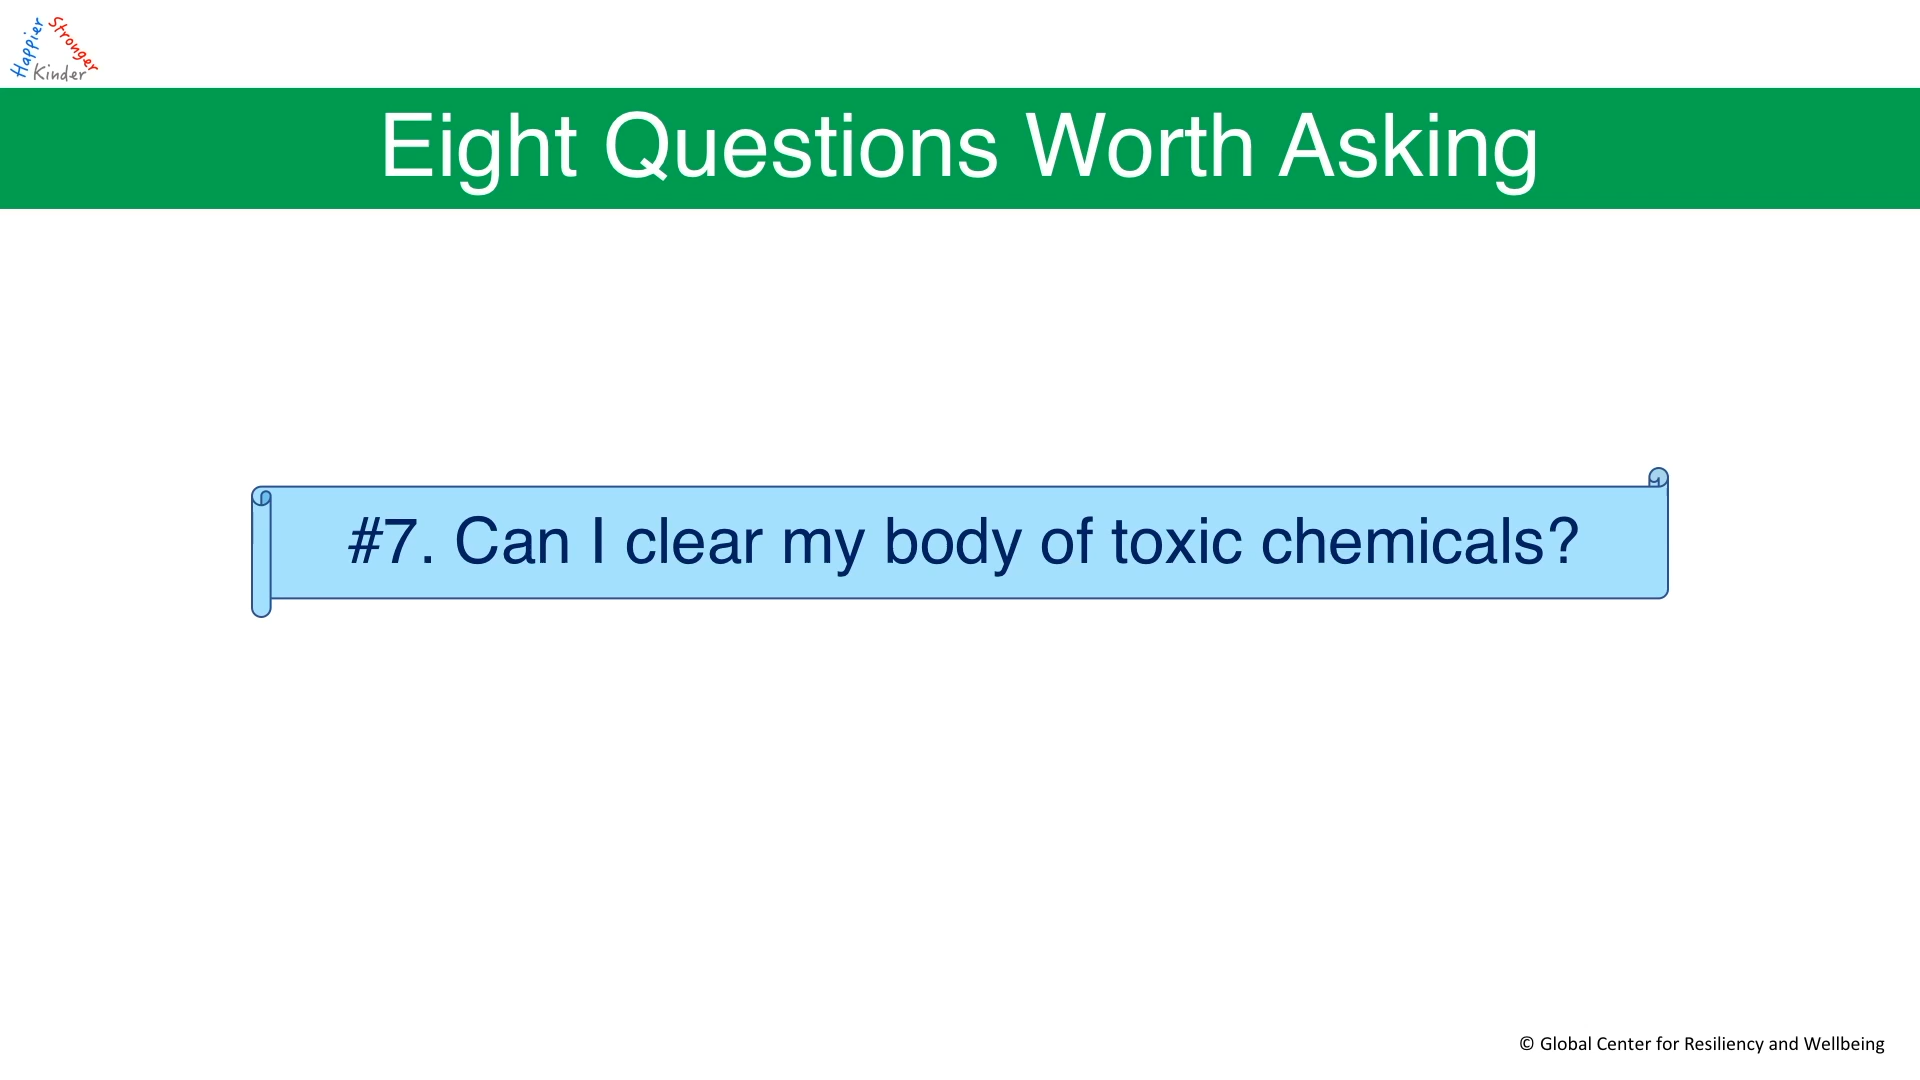 Happier
Stronger
Kinder
Eight Questions Worth Asking
#7. Can I clear my body of toxic chemicals?
© Global Center for Resiliency and Wellbeing